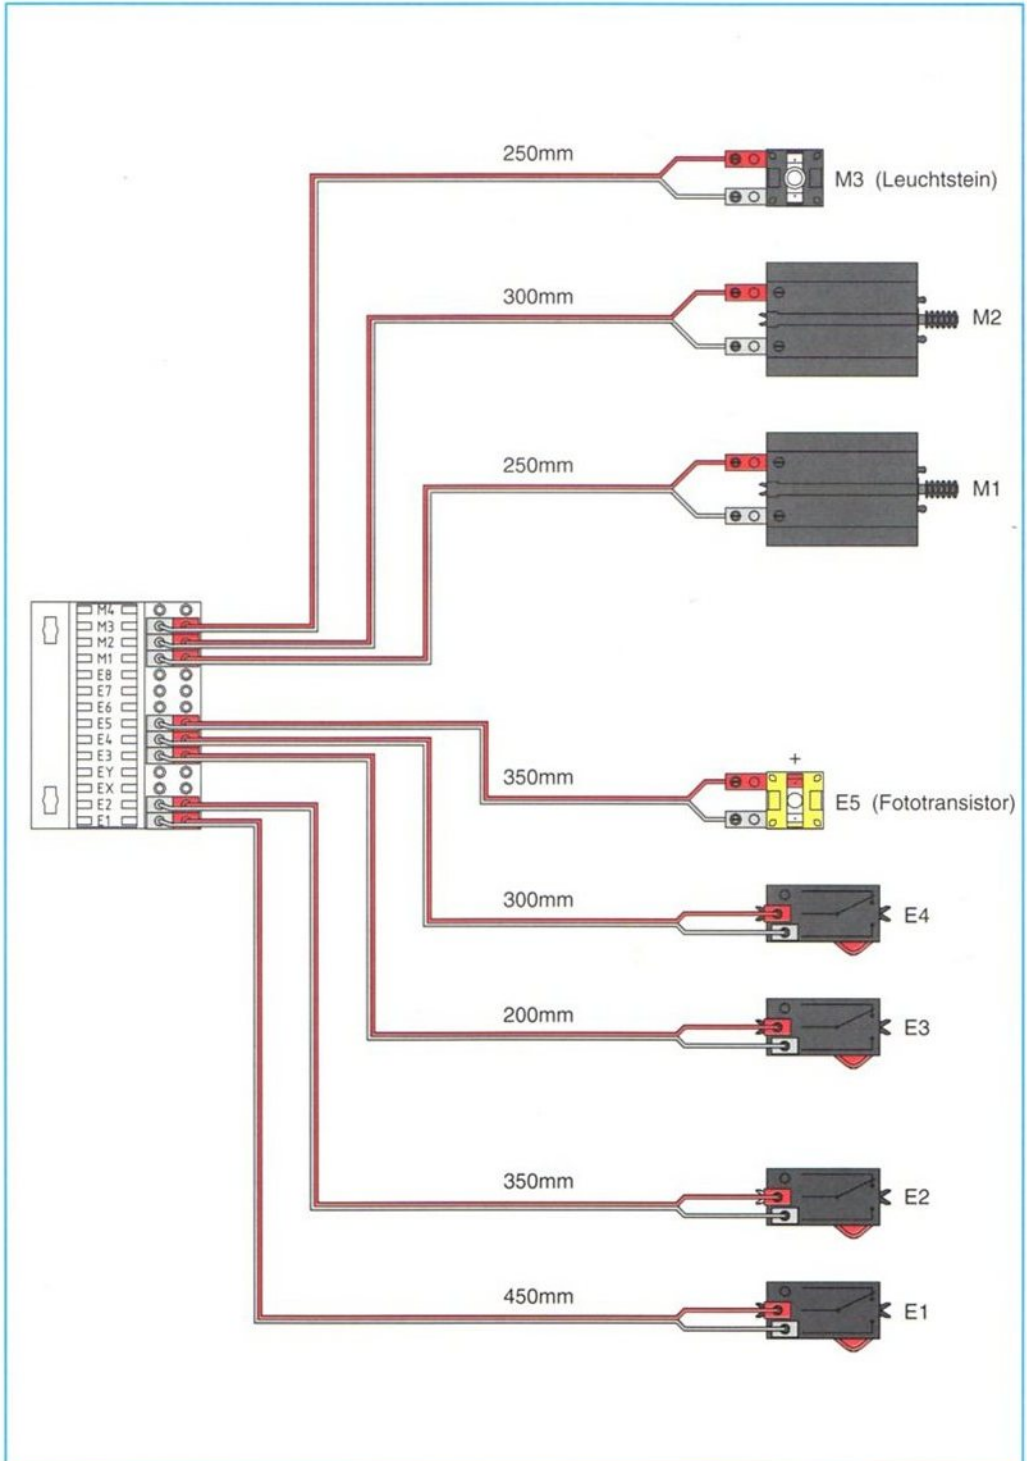 250mm
M3 (Leuchtstein)
300mm
M2
250mm
M1
M4
M3
M2
M1
E8
E7
E6
E5
E4
E3
EY
EX
E2
E1
+
350mm
E5 (Fototransistor)
300mm
E4
200mm
E3
350mm
E2
450mm
E1